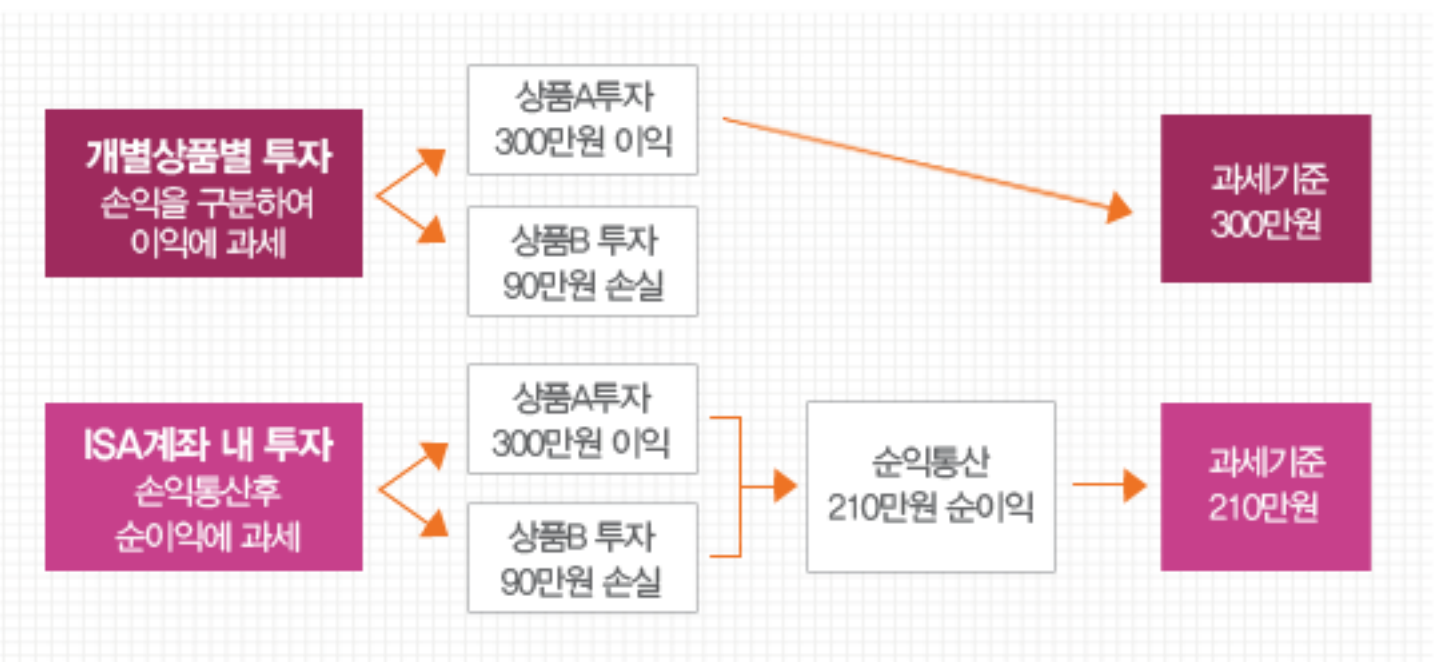 개별상품별 투자
손익을 구분하여
이익에 과세
상품A투자
300만원 이익
상품B 투자
90만원 손실
과세기준
300만원
ISA계좌 내 투자
손익통산후
순이익에 과세
상품A투자
300만원 이익
상품B 투자
90만원 손실
순익통산
210만원 순이익
과세기준
210만원